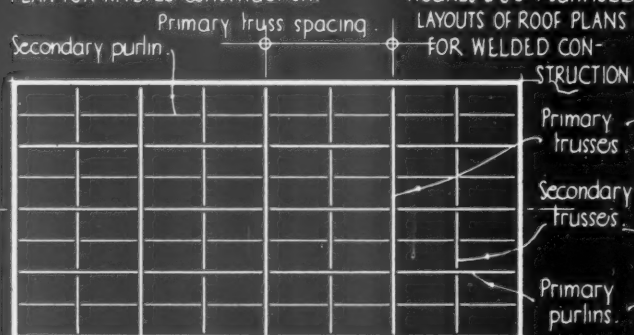 Primary truss spacing.
Secondary purlin.
LAYOUTS OF ROOF PLANS
FOR WELDED CON-
STRUCTION
Primary
trusses.
Secondary
trusses.
Primary
purlins.